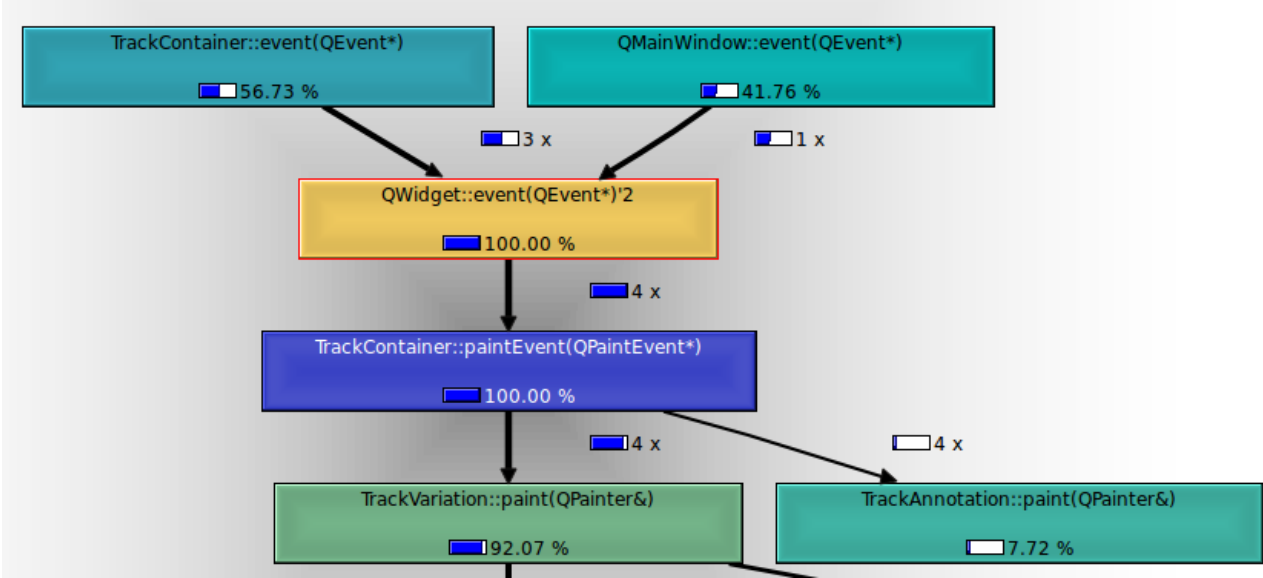 TrackContainer::event(QEvent*)
56.73 %
QMainWindow::event(QEvent*)
41.76 %
3 x
1 x
QWidget::event(QEvent*)'2
100.00 %
4 x
TrackContainer::paintEvent(QPaintEvent*)
100.00 %
4 x
4 x
TrackVariation::paint(QPainter&)
92.07 %
TrackAnnotation::paint(QPainter&)
7.72 %